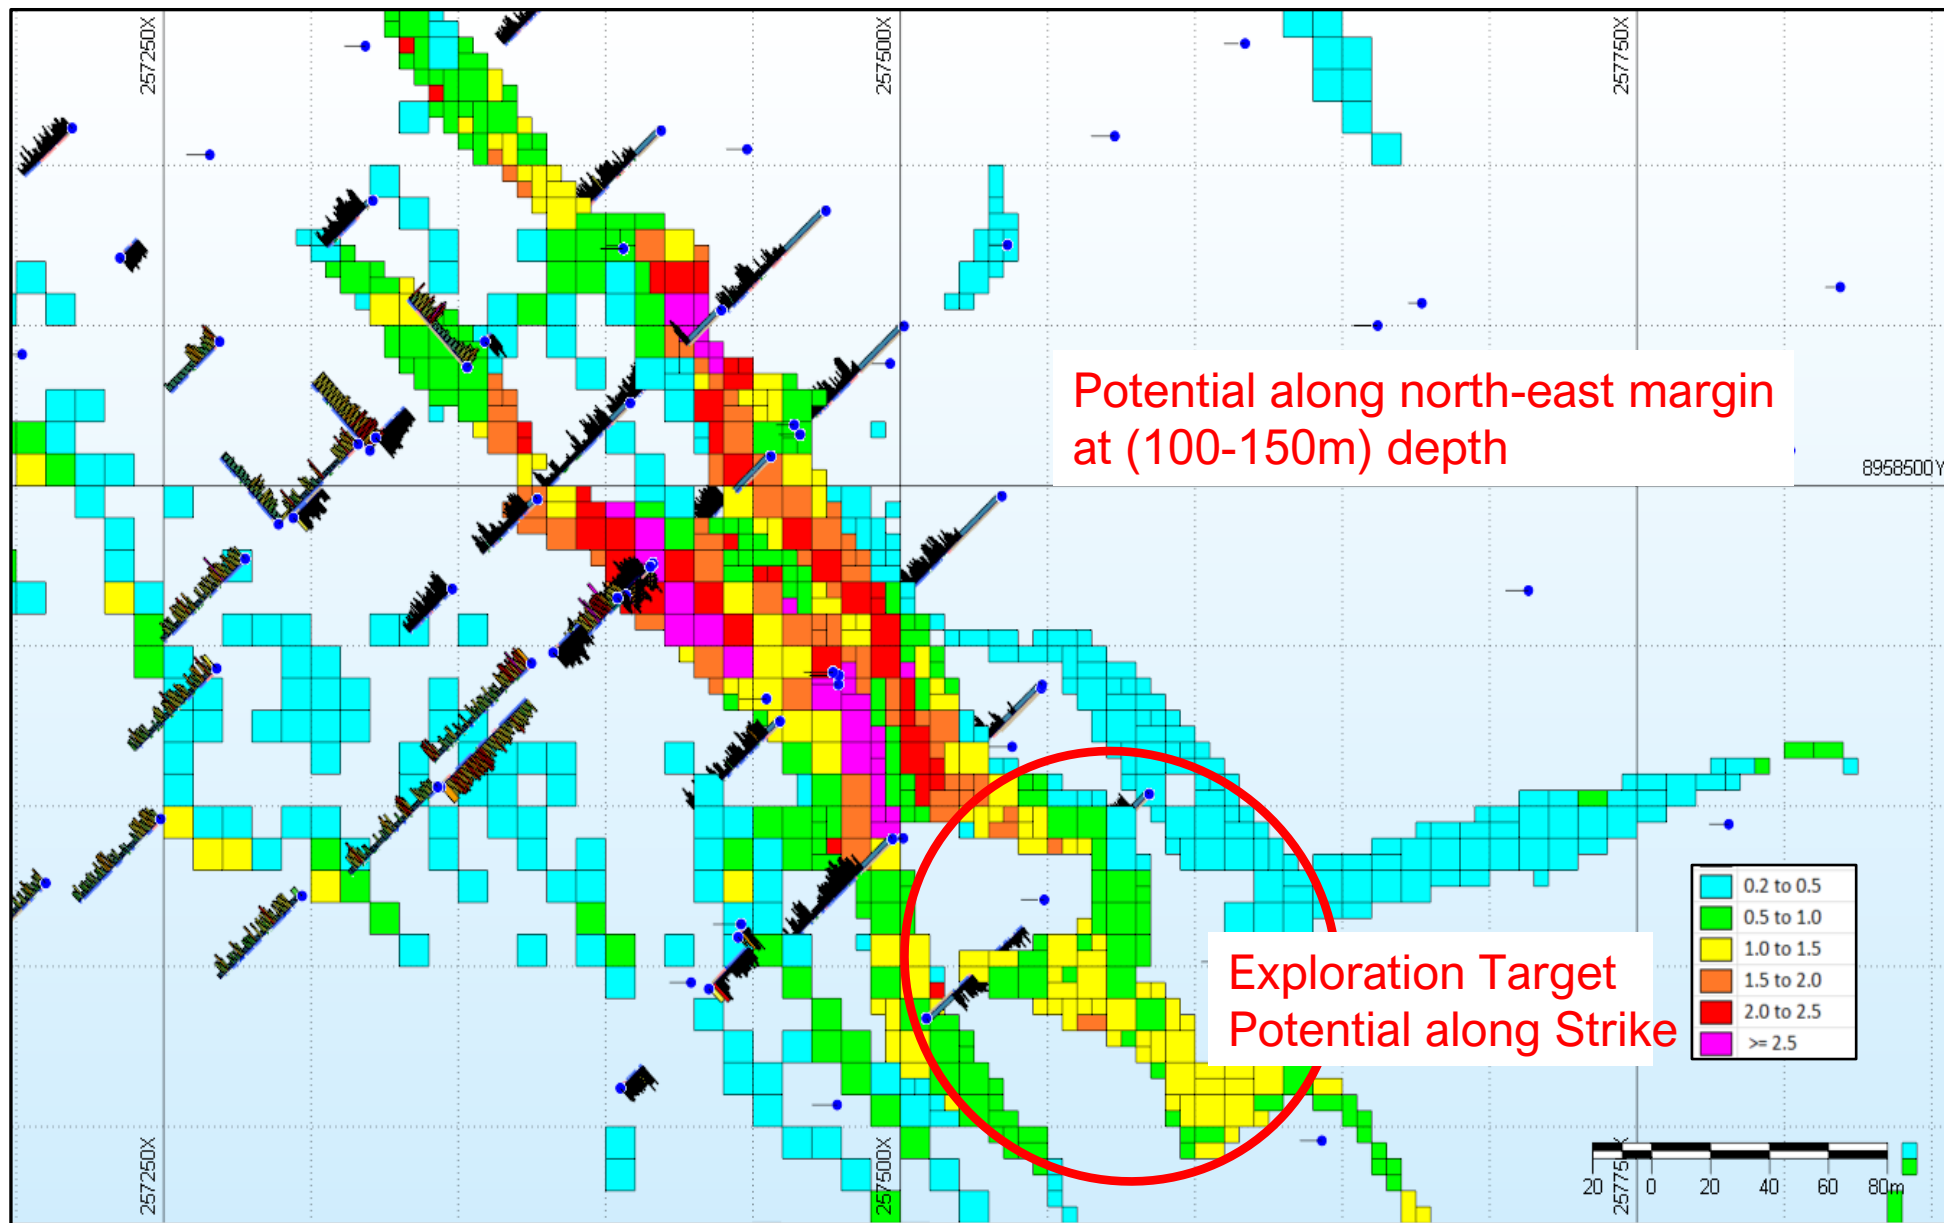 257250X
257500X
257750X
Potential along north-east margin
at (100-150m) depth
8958500Y
0.2 to 0.5
0.5 to 1.0
1.0 to 1.5
1.5 to 2.0
2.0 to 2.5
>= 2.5
Exploration Target
Potential along Strike
257250X
257500X
257750X
20 0 20 40 60 80m